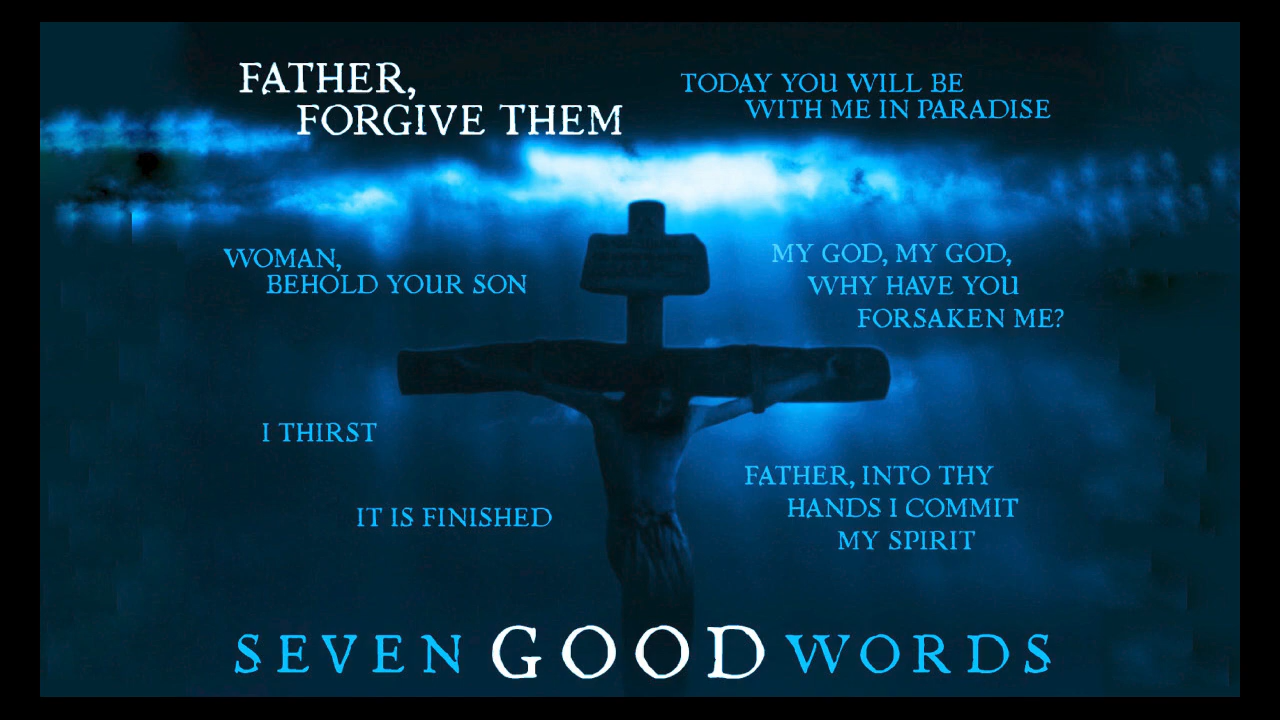 FATHER,
FORGIVE THEM
TODAY YOU WILL BE
WITH ME IN PARADISE
WOMAN,
BEHOLD YOUR SON
MY GOD, MY GOD,
WHY HAVE YOU
FORSAKEN ME?
I THIRST
IT IS FINISHED
FATHER, INTO THY
HANDS I COMMIT
MY SPIRIT
SEVEN GOOD WORDS